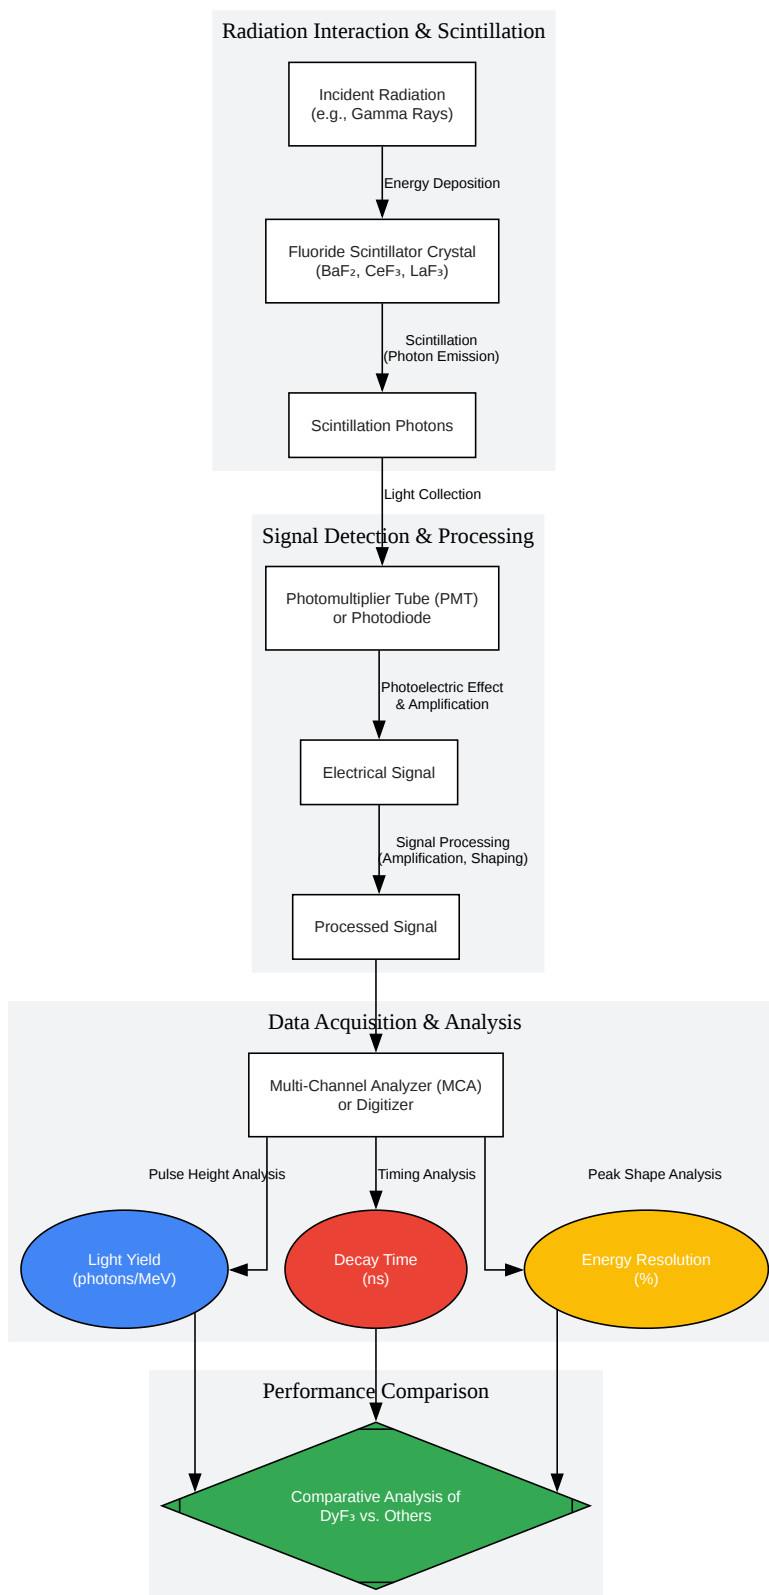 Radiation Interaction & Scintillation
Incident Radiation
(e.g., Gamma Rays)
Energy Deposition
Fluoride Scintillator Crystal
(BaF₂, CeF₃, LaF₃)
Scintillation
(Photon Emission)
Scintillation Photons
Light Collection
Signal Detection & Processing
Photomultiplier Tube (PMT)
or Photodiode
Photoelectric Effect
& Amplification
Electrical Signal
Signal Processing
(Amplification, Shaping)
Processed Signal
Data Acquisition & Analysis
Multi-Channel Analyzer (MCA)
or Digitizer
Pulse Height Analysis
Timing Analysis
Peak Shape Analysis
Light Yield
(photons/MeV)
Decay Time
(ns)
Energy Resolution
(%)
Performance Comparison
Comparative Analysis of
DyF₃ vs. Others